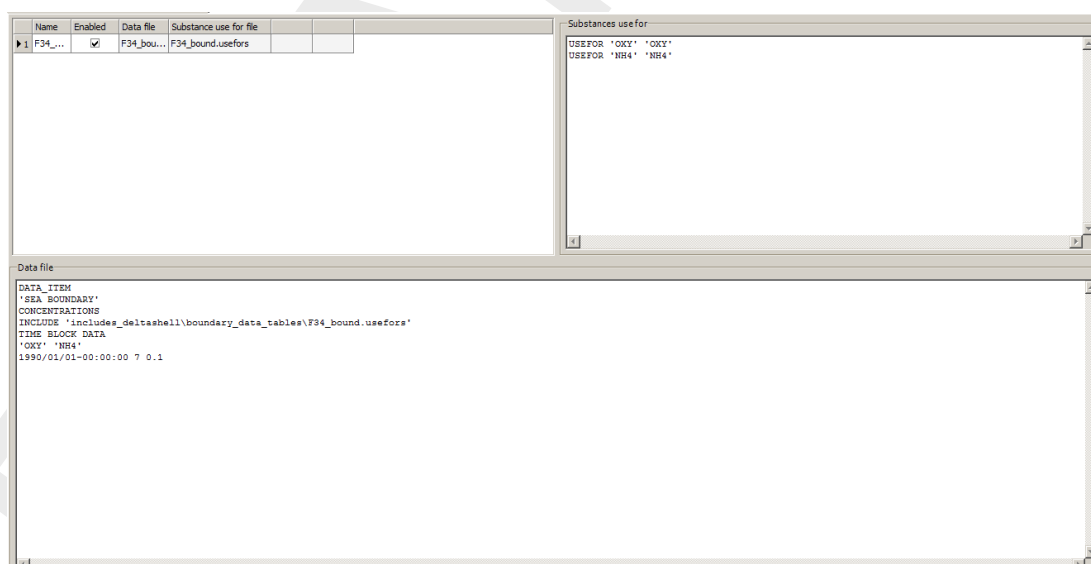 Name Enabled Data file Substance use for file
1 F34_... F34_bou... F34_bound.usefors
Substances use for
USEFOR 'OXY' 'OXY'
USEFOR 'NH4' 'NH4'
Data file
DATA_ITEM
'SEA BOUNDARY'
CONCENTRATIONS
INCLUDE 'includes_deltashell\boundary_data_tables\F34_bound.usefors'
TIME BLOCK DATA
'OXY' 'NH4'
1990/01/01-00:00:00 7 0.1